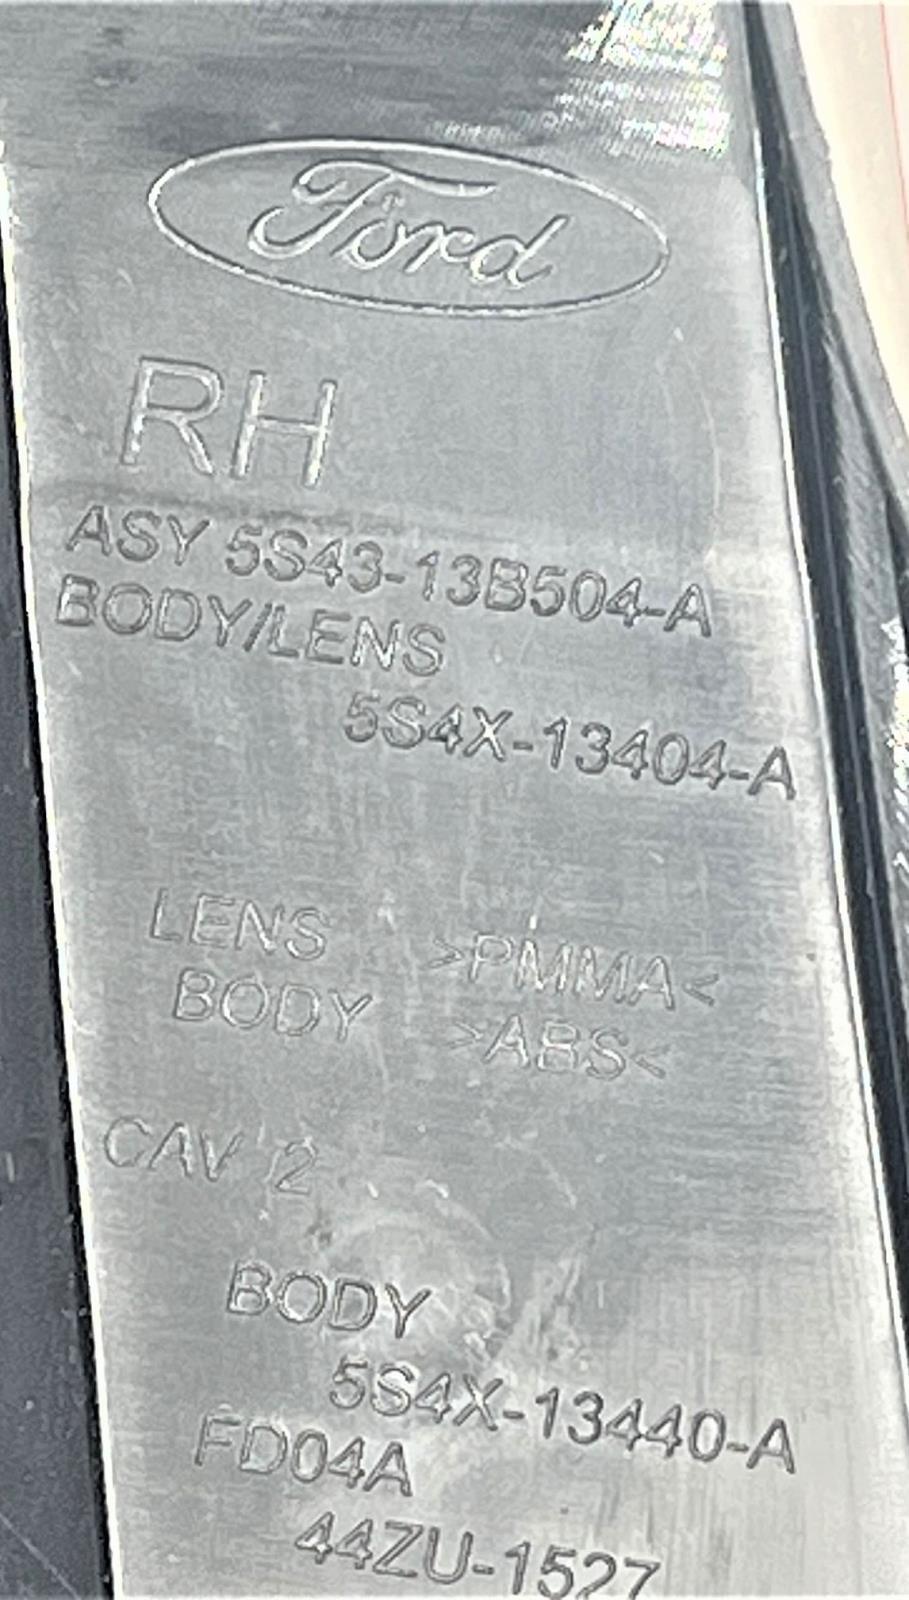 Ford
RH
ASY 5S43-13B504-A
BODY/LENS
5S4X-13404-A
LENS >PMMA<
BODY >ABS<
CAV 2
BODY
5S4X-13440-A
FD04A
44ZU-1527